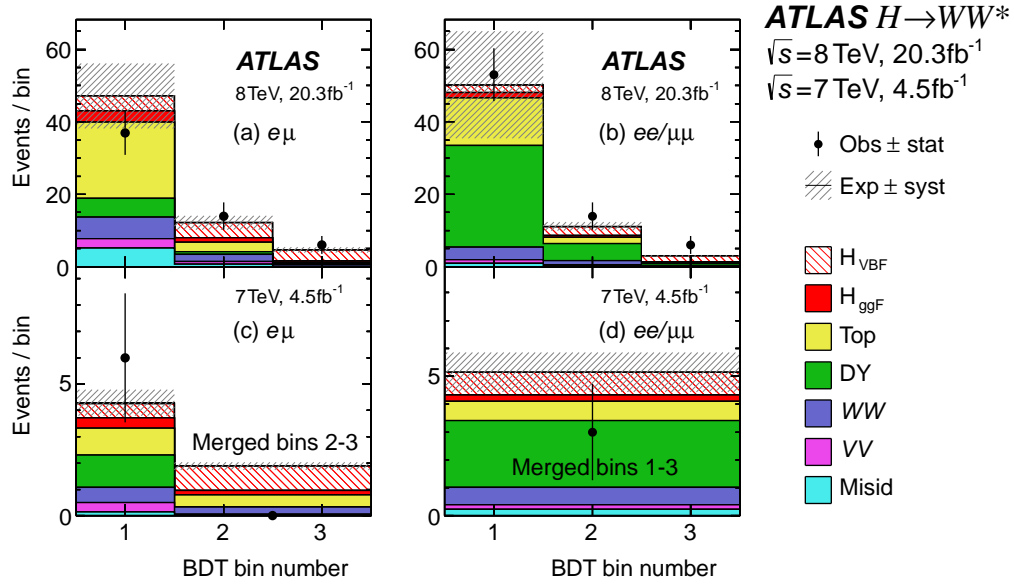 ATLAS H→WW*
√s = 8 TeV, 20.3fb⁻¹
√s = 7 TeV, 4.5fb⁻¹
Obs ± stat
Exp ± syst
H_VBF
H_ggF
Top
DY
WW
VV
Misid
Events / bin
60
40
20
0
ATLAS
8TeV, 20.3fb⁻¹
(a) eμ
ATLAS
8TeV, 20.3fb⁻¹
(b) ee/μμ
Events / bin
5
0
7TeV, 4.5fb⁻¹
(c) eμ
Merged bins 2-3
1 2 3
BDT bin number
60
40
20
0
5
0
7TeV, 4.5fb⁻¹
(d) ee/μμ
Merged bins 1-3
1 2 3
BDT bin number